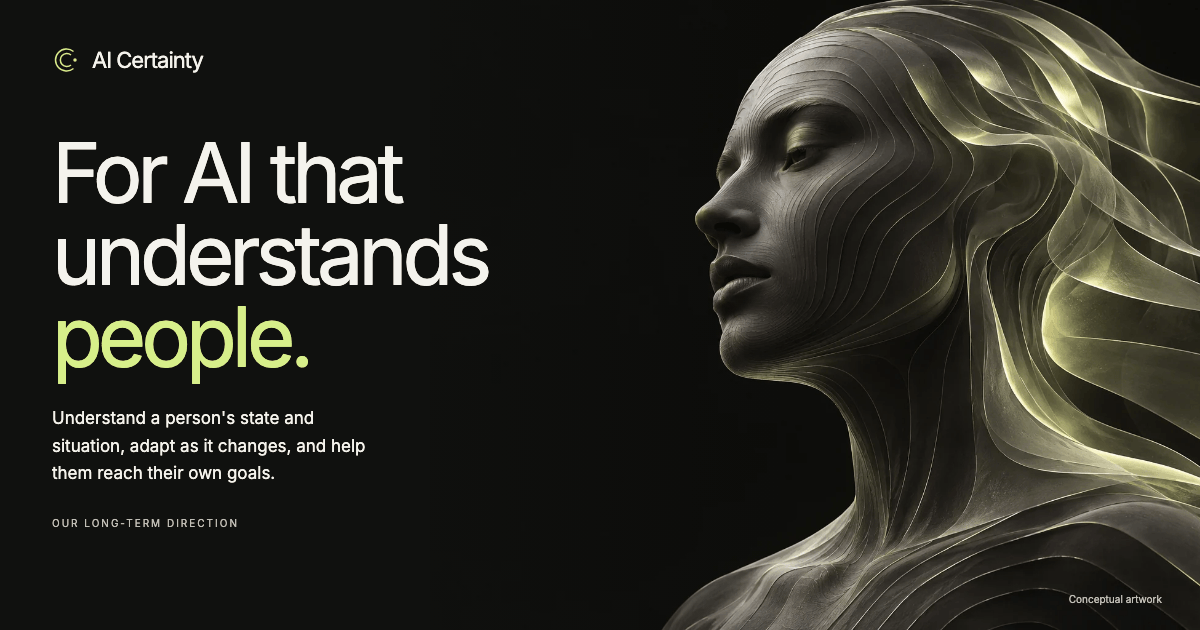 AI Certainty
For AI that
understands
people.
Understand a person's state and
situation, adapt as it changes, and help
them reach their own goals.
OUR LONG-TERM DIRECTION
Conceptual artwork